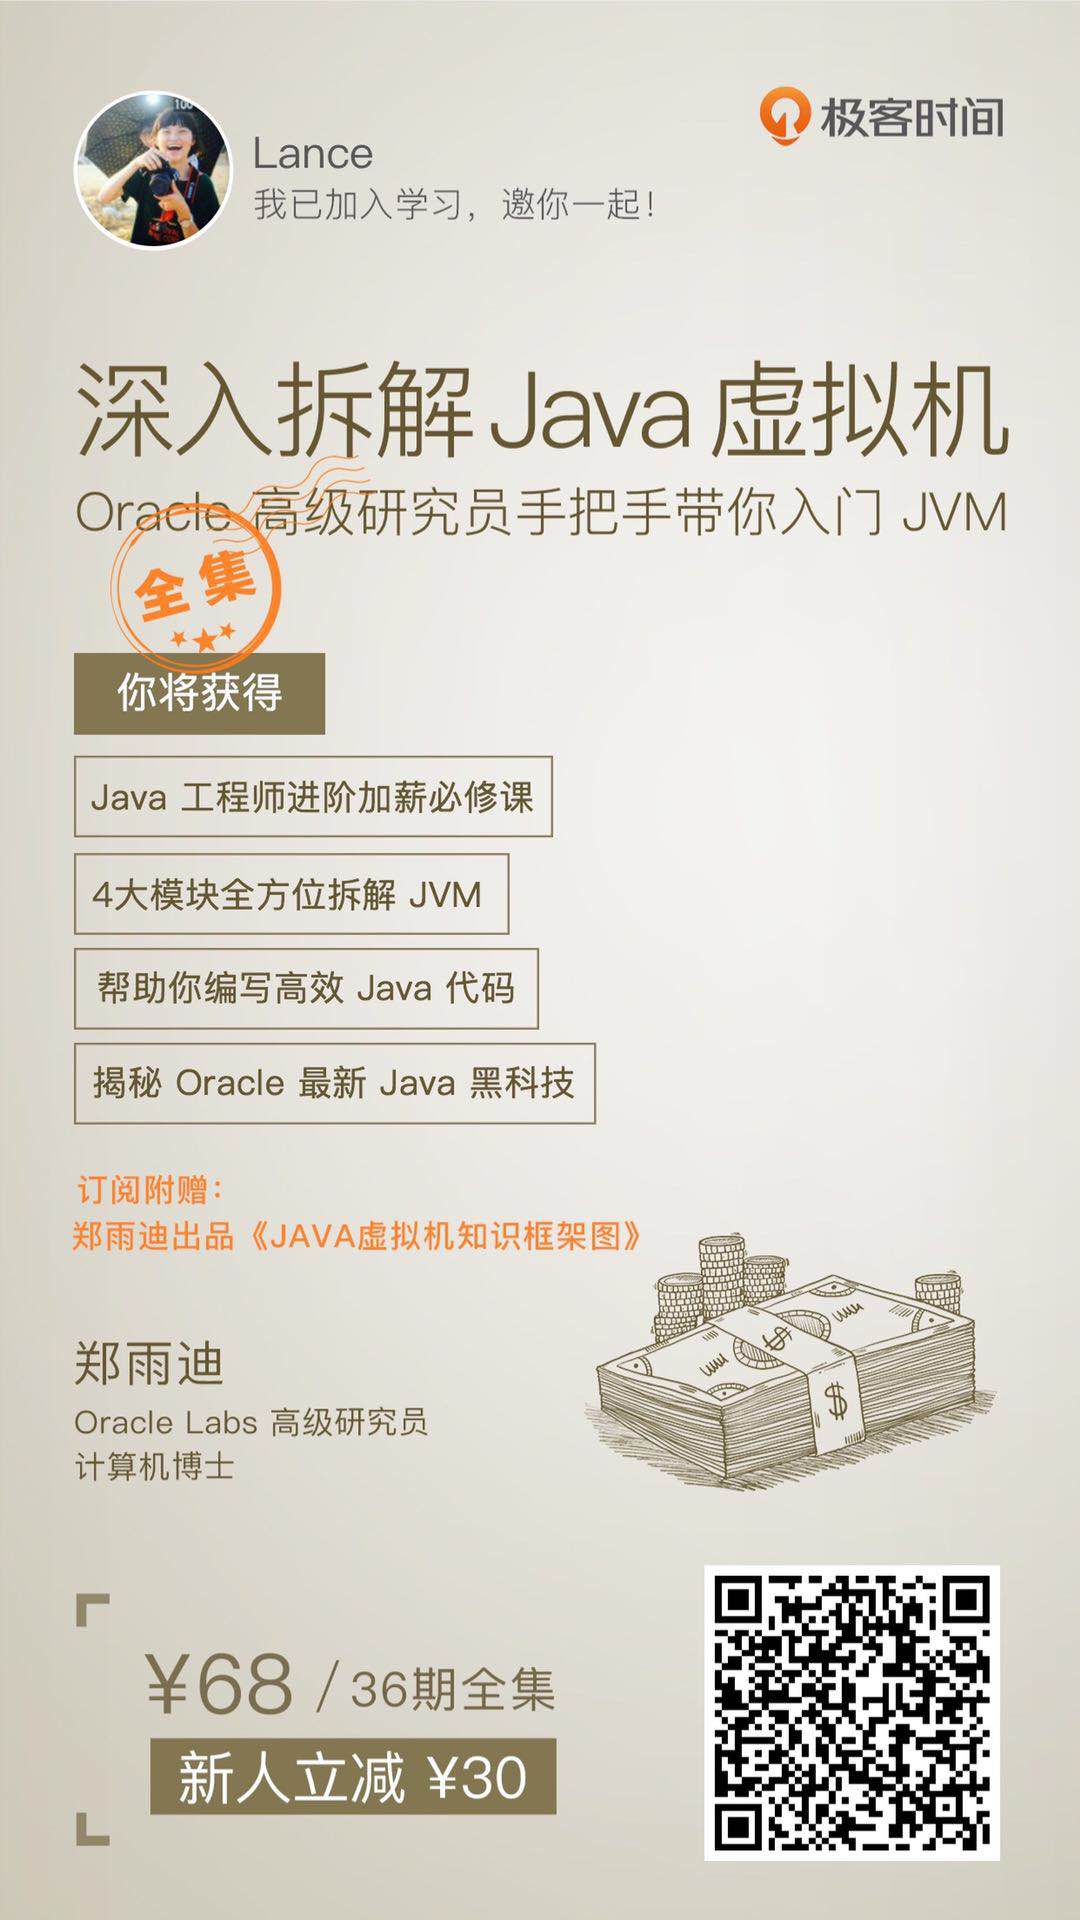 100
Lance
我已加入学习，邀你一起！
极客时间
深入拆解 Java 虚拟机
Oracle 高级研究员手把手带你入门 JVM
全集
你将获得
Java 工程师进阶加薪必修课
4大模块全方位拆解 JVM
帮助你编写高效 Java 代码
揭秘 Oracle 最新 Java 黑科技
订阅附赠：
郑雨迪出品《JAVA虚拟机知识框架图》
郑雨迪
Oracle Labs 高级研究员
计算机博士
$
$
¥68 / 36期全集
新人立减 ¥30